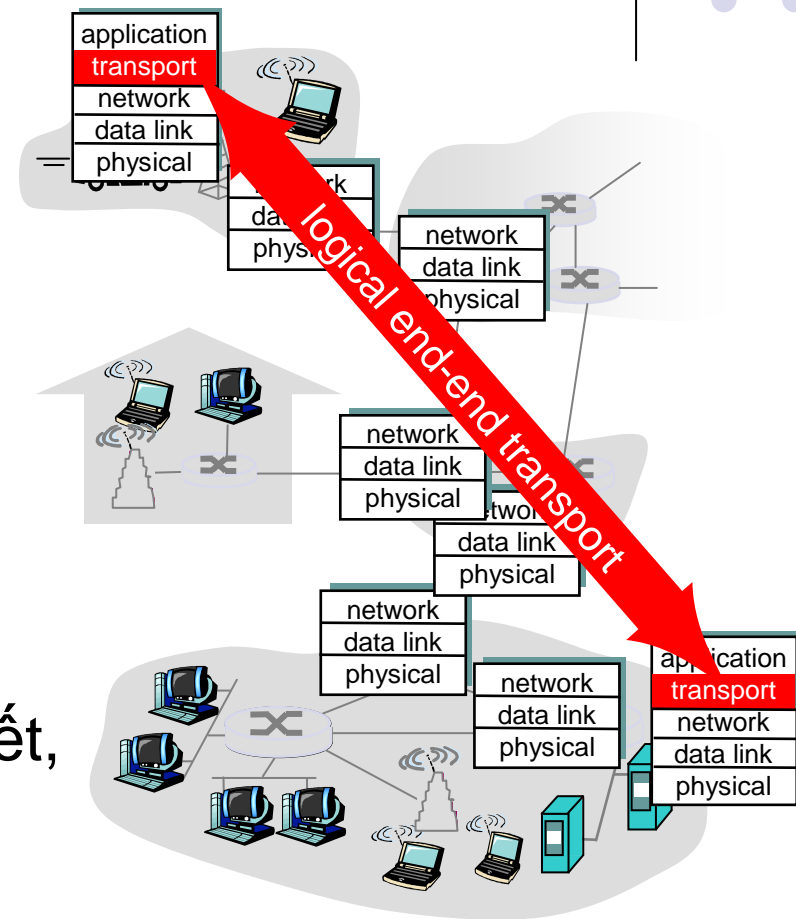 application
transport
network
data link
physical
physical
network
data link
physical
logical end-end transport
network
data link
physical
data link
physical
network
data link
physical
network
data link
physical
application
transport
network
data link
physical
ết,